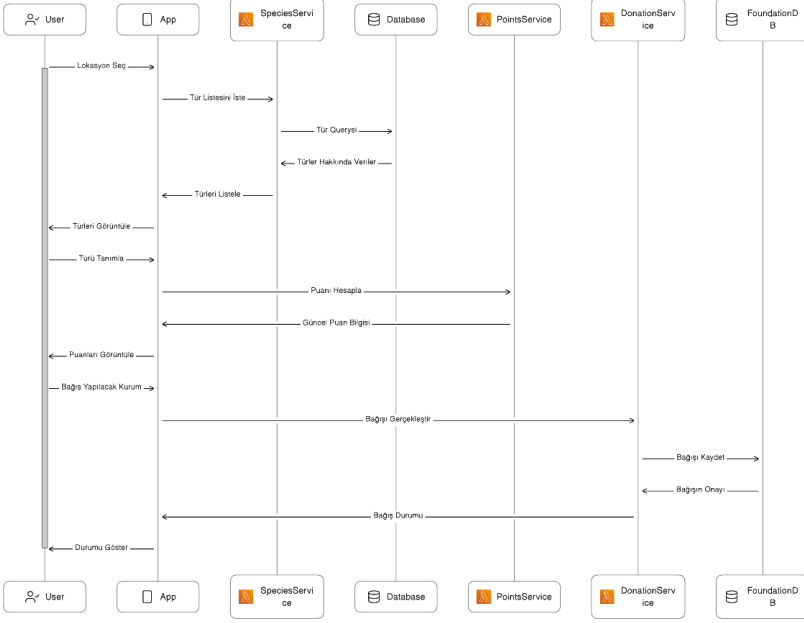 User
App
SpeciesServi
ce
Database
PointsService
DonationServ
ice
FoundationD
B
Lokasyon Seç
Tür Listesini İste
Tür Querysi
Türler Hakkında Veriler
Türleri Listele
Türleri Görüntüle
Türü Tanımla
Puanı Hesapla
Güncel Puan Bilgisi
Puanları Görüntüle
Bağış Yapılacak Kurum
Bağışı Gerçekleştir
Bağışı Kaydet
Bağışın Onayı
Bağış Durumu
Durumu Göster
User
App
SpeciesServi
ce
Database
PointsService
DonationServ
ice
FoundationD
B